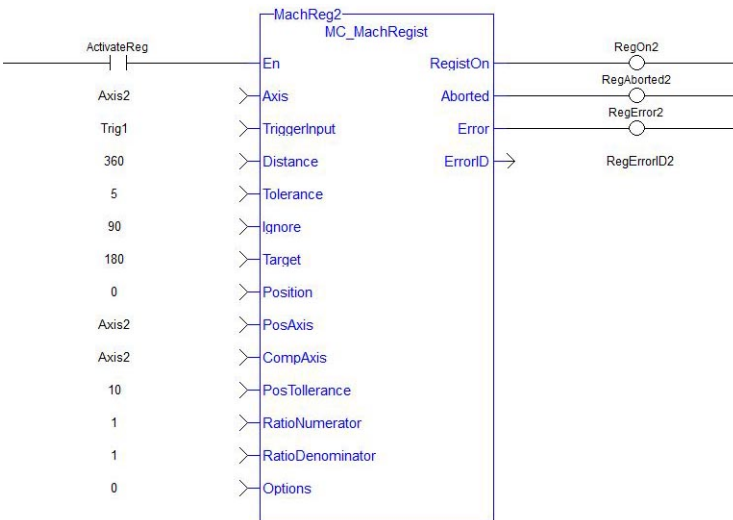 MachReg2
MC_MachRegist
ActivateReg En RegistOn RegOn2
Axis2 Axis Aborted RegAborted2
Trig1 TriggerInput Error RegError2
360 Distance ErrorID RegErrorID2
5 Tolerance
90 Ignore
180 Target
0 Position
Axis2 PosAxis
Axis2 CompAxis
10 PosTollerance
1 RatioNumerator
1 RatioDenominator
0 Options